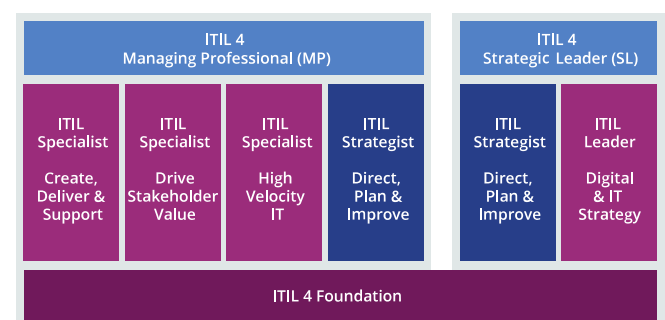 ITIL 4
Managing Professional (MP)
ITIL
Specialist
Create,
Deliver &
Support
ITIL
Specialist
Drive
Stakeholder
Value
ITIL
Specialist
High
Velocity
IT
ITIL
Strategist
Direct,
Plan &
Improve
ITIL 4
Strategic Leader (SL)
ITIL
Strategist
Direct,
Plan &
Improve
ITIL
Leader
Digital
& IT
Strategy
ITIL 4 Foundation